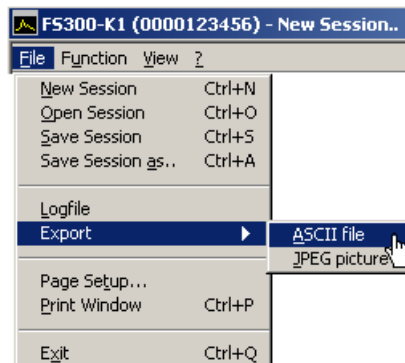 FS300-K1 (0000123456) - New Session..
File Function View ?
New Session Ctrl+N
Open Session Ctrl+O
Save Session Ctrl+S
Save Session as.. Ctrl+A
Logfile
Export
ASCII file
JPEG picture
Page Setup...
Print Window Ctrl+P
Exit Ctrl+Q